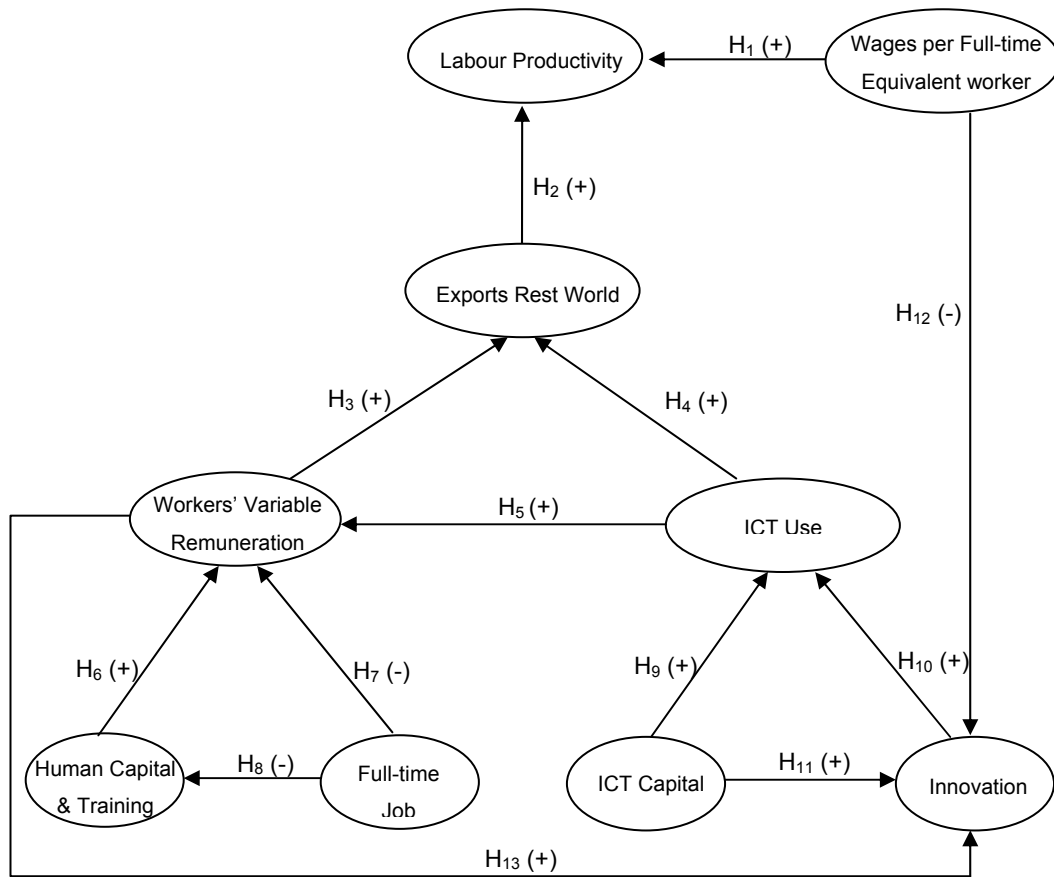 H1 (+)
Wages per Full-time
Equivalent worker
Labour Productivity
H2 (+)
Exports Rest World
H12 (-)
H3 (+)
H4 (+)
Workers’ Variable
Remuneration
H5 (+)
ICT Use
H6 (+)
H7 (-)
H9 (+)
H10 (+)
Human Capital
& Training
H8 (-)
Full-time
Job
ICT Capital
H11 (+)
Innovation
H13 (+)